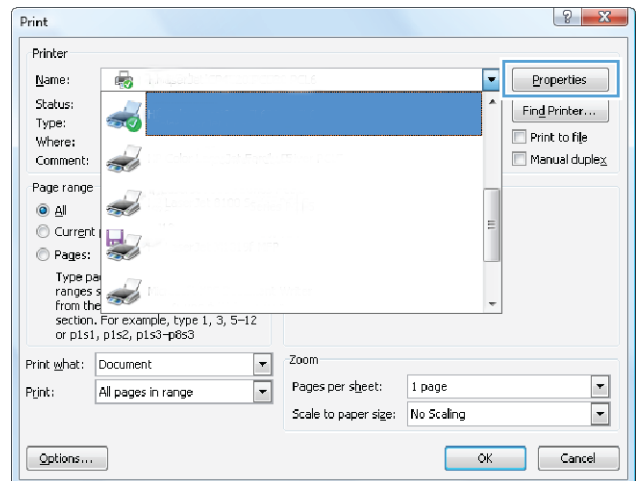 Print
Printer
Name:
Properties
Status:
Find Printer...
Type:
Where:
Print to file
Comment:
Manual duplex
Page range
All
Current
Pages:
Type
ranges
from the
section. For example, type 1, 3, 5–12
or p1s1, p1s2, p1s3–p8s3
Print what: Document
Print: All pages in range
Zoom
Pages per sheet: 1 page
Scale to paper size: No Scaling
Options...
OK
Cancel